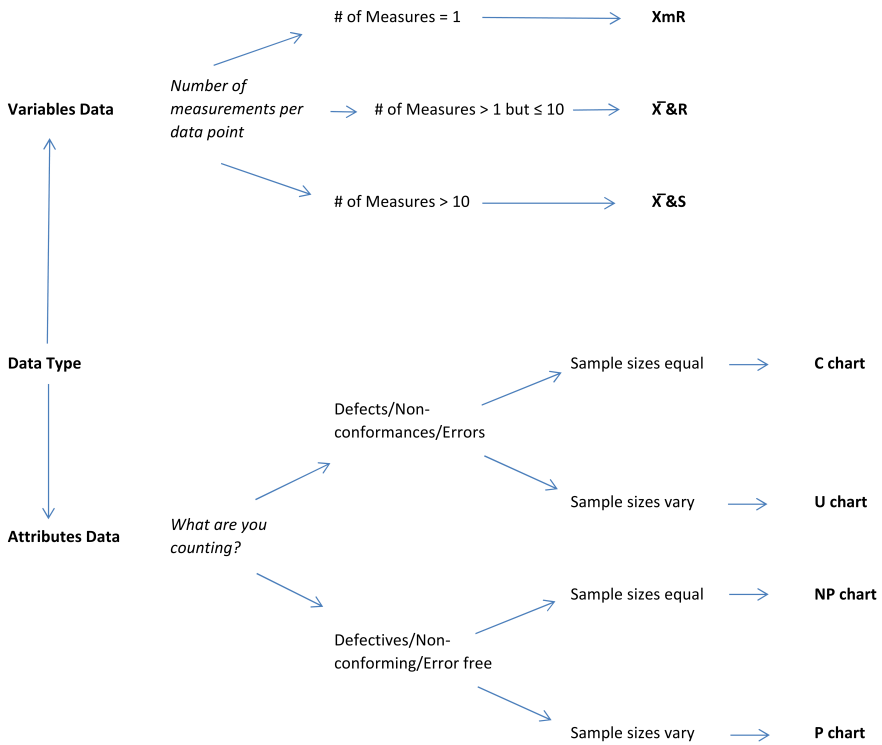 # of Measures = 1
XmR
Number of
measurements per
data point
Variables Data
# of Measures > 1 but ≤ 10
X̅ &R
# of Measures > 10
X̅ &S
Data Type
Sample sizes equal
C chart
Defects/Non-
conformances/Errors
Sample sizes vary
U chart
Attributes Data
What are you
counting?
Sample sizes equal
NP chart
Defectives/Non-
conforming/Error free
Sample sizes vary
P chart